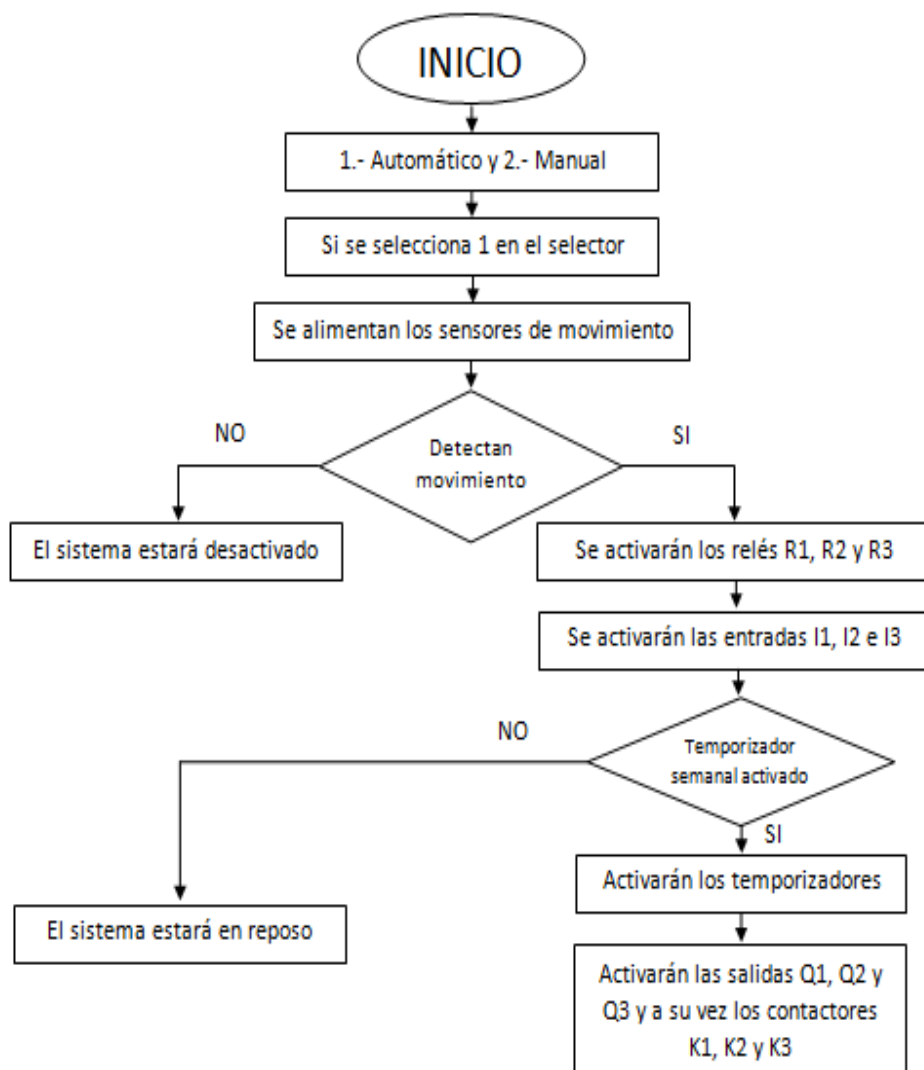 INICIO
1.- Automático y 2.- Manual
Si se selecciona 1 en el selector
Se alimentan los sensores de movimiento
NO
SI
Detectan
movimiento
El sistema estará desactivado
Se activarán los relés R1, R2 y R3
Se activarán las entradas I1, I2 e I3
NO
Temporizador
semanal activado
SI
Activarán los temporizadores
El sistema estará en reposo
Activarán las salidas Q1, Q2 y
Q3 y a su vez los contactores
K1, K2 y K3